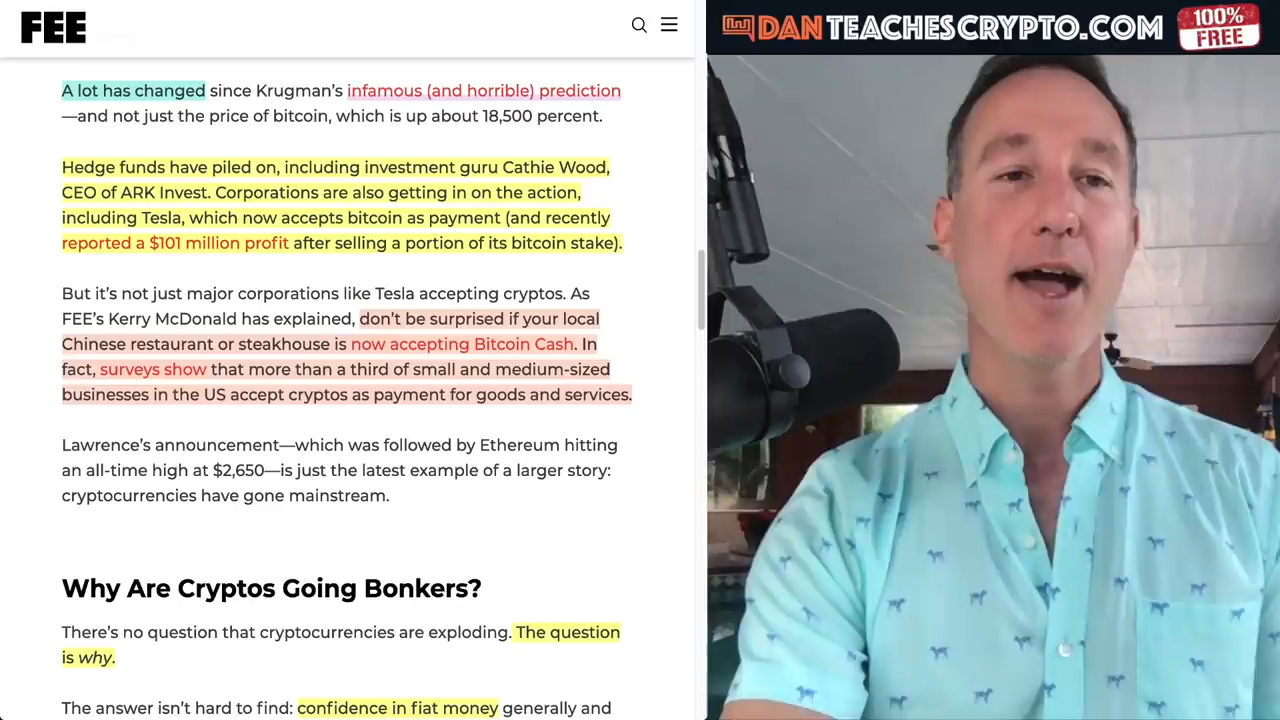 FEE
A lot has changed since Krugman’s infamous (and horrible) prediction
—and not just the price of bitcoin, which is up about 18,500 percent.
Hedge funds have piled on, including investment guru Cathie Wood,
CEO of ARK Invest. Corporations are also getting in on the action,
including Tesla, which now accepts bitcoin as payment (and recently
reported a $101 million profit after selling a portion of its bitcoin stake).
But it’s not just major corporations like Tesla accepting cryptos. As
FEE’s Kerry McDonald has explained, don’t be surprised if your local
Chinese restaurant or steakhouse is now accepting Bitcoin Cash. In
fact, surveys show that more than a third of small and medium-sized
businesses in the US accept cryptos as payment for goods and services.
Lawrence’s announcement—which was followed by Ethereum hitting
an all-time high at $2,650—is just the latest example of a larger story:
cryptocurrencies have gone mainstream.
Why Are Cryptos Going Bonkers?
There’s no question that cryptocurrencies are exploding. The question
is why.
The answer isn’t hard to find: confidence in fiat money generally and
DANTEACHESCRYPTO.COM
100%
FREE